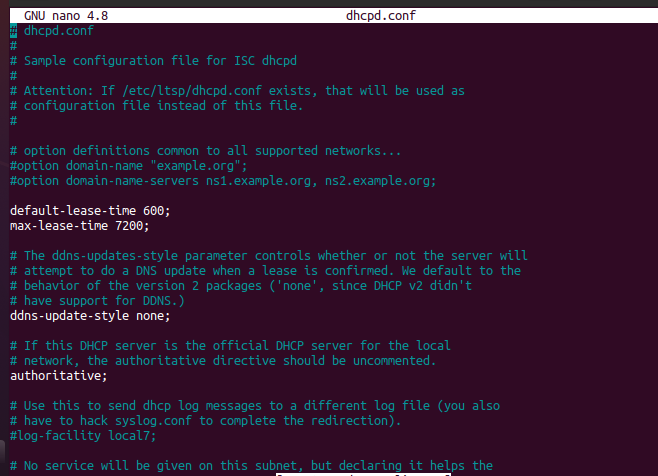 GNU nano 4.8 dhcpd.conf
# dhcpd.conf
#
# Sample configuration file for ISC dhcpd
#
# Attention: If /etc/ltsp/dhcpd.conf exists, that will be used as
# configuration file instead of this file.
#
# option definitions common to all supported networks...
#option domain-name "example.org";
#option domain-name-servers ns1.example.org, ns2.example.org;
default-lease-time 600;
max-lease-time 7200;
# The ddns-updates-style parameter controls whether or not the server will
# attempt to do a DNS update when a lease is confirmed. We default to the
# behavior of the version 2 packages ('none', since DHCP v2 didn't
# have support for DDNS.)
ddns-update-style none;
# If this DHCP server is the official DHCP server for the local
# network, the authoritative directive should be uncommented.
authoritative;
# Use this to send dhcp log messages to a different log file (you also
# have to hack syslog.conf to complete the redirection).
#log-facility local7;
# No service will be given on this subnet, but declaring it helps the